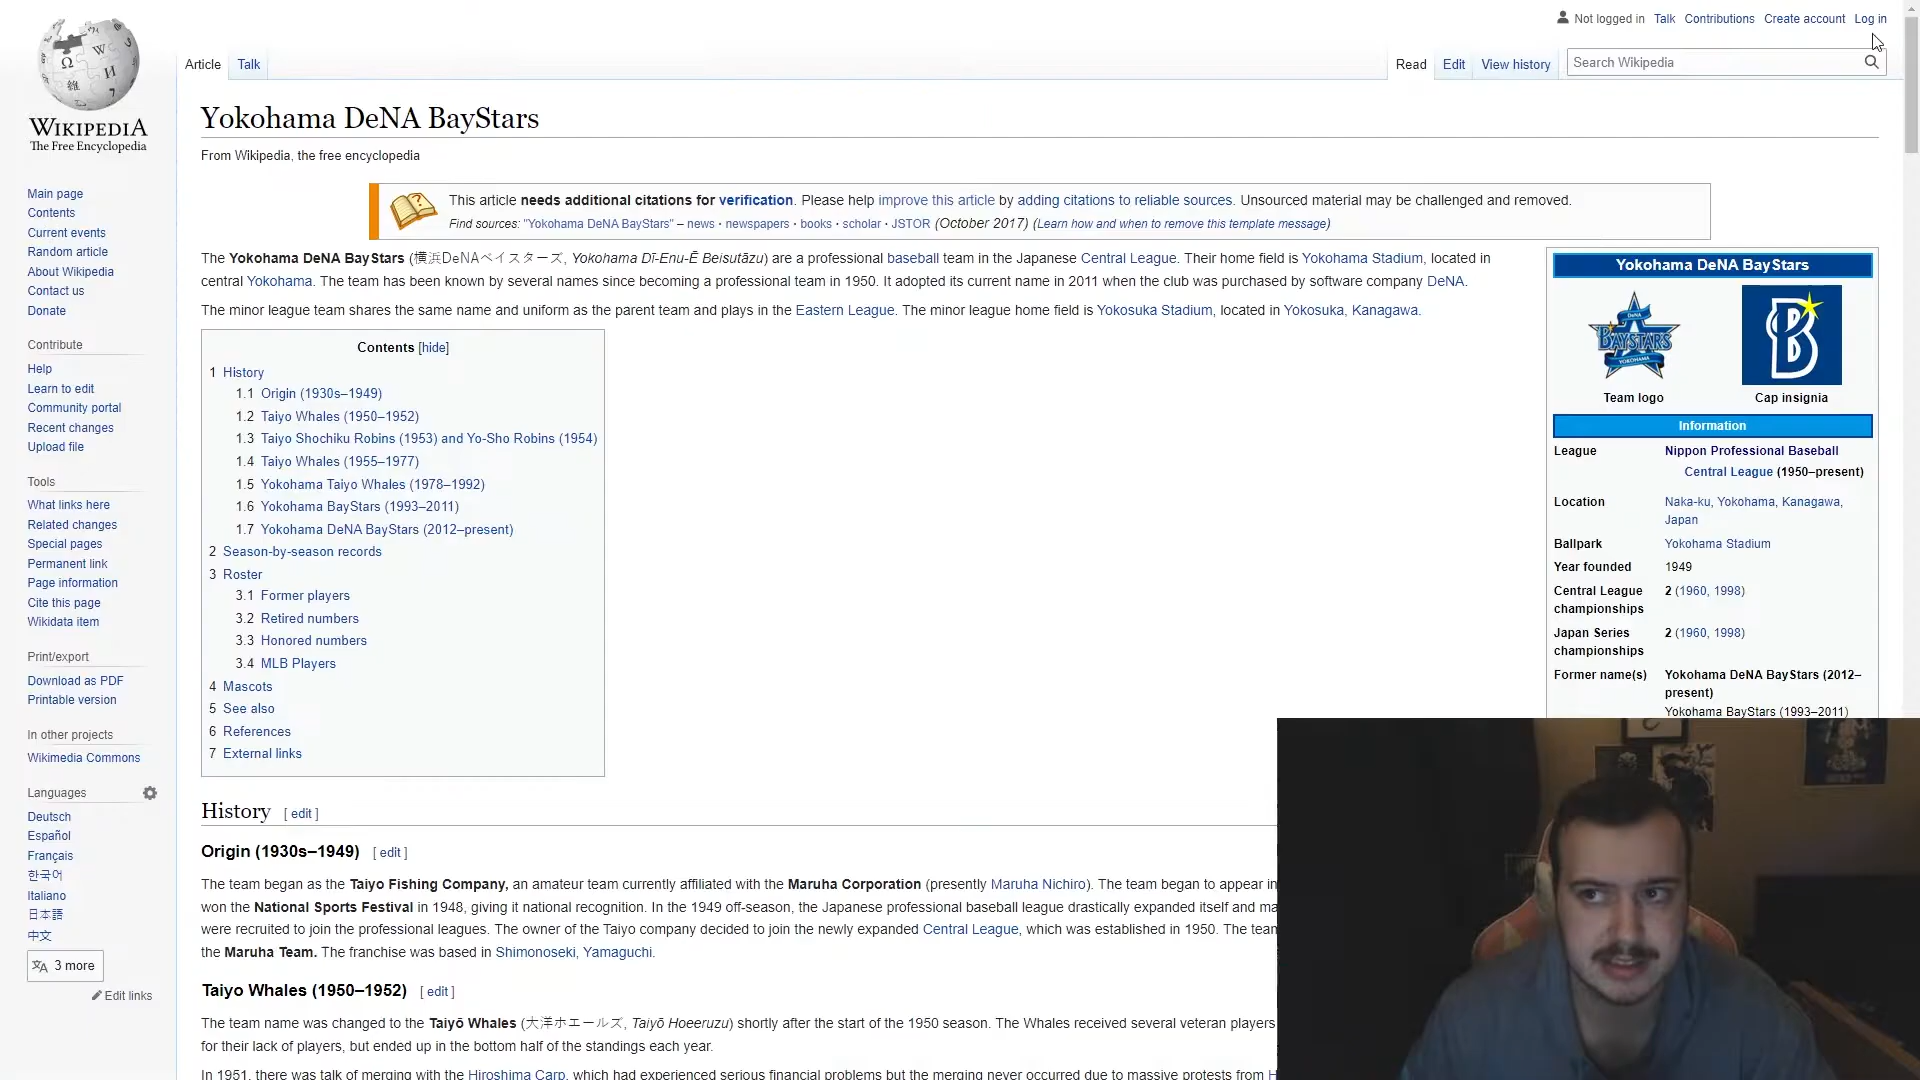 Not logged in Talk Contributions Create account Log in
Article Talk Read Edit View history Search Wikipedia
WIKIPEDIA
The Free Encyclopedia
Main page
Contents
Current events
Random article
About Wikipedia
Contact us
Donate
Contribute
Help
Learn to edit
Community portal
Recent changes
Upload file
Tools
What links here
Related changes
Special pages
Permanent link
Page information
Cite this page
Wikidata item
Print/export
Download as PDF
Printable version
In other projects
Wikimedia Commons
Languages
Deutsch
Español
Français
한국어
Italiano
日本語
中文
3 more
Edit links
Yokohama DeNA BayStars
From Wikipedia, the free encyclopedia
This article needs additional citations for verification. Please help improve this article by adding citations to reliable sources. Unsourced material may be challenged and removed.
Find sources: "Yokohama DeNA BayStars" – news · newspapers · books · scholar · JSTOR (October 2017) (Learn how and when to remove this template message)
The Yokohama DeNA BayStars (横浜DeNAベイスターズ, Yokohama Dī-Enu-Ē Beisutāzu) are a professional baseball team in the Japanese Central League. Their home field is Yokohama Stadium, located in
central Yokohama. The team has been known by several names since becoming a professional team in 1950. It adopted its current name in 2011 when the club was purchased by software company DeNA.
The minor league team shares the same name and uniform as the parent team and plays in the Eastern League. The minor league home field is Yokosuka Stadium, located in Yokosuka, Kanagawa.
Contents [hide]
1 History
1.1 Origin (1930s–1949)
1.2 Taiyo Whales (1950–1952)
1.3 Taiyo Shochiku Robins (1953) and Yo-Sho Robins (1954)
1.4 Taiyo Whales (1955–1977)
1.5 Yokohama Taiyo Whales (1978–1992)
1.6 Yokohama BayStars (1993–2011)
1.7 Yokohama DeNA BayStars (2012–present)
2 Season-by-season records
3 Roster
3.1 Former players
3.2 Retired numbers
3.3 Honored numbers
3.4 MLB Players
4 Mascots
5 See also
6 References
7 External links
Yokohama DeNA BayStars
DeNA
BAYSTARS
YOKOHAMA
B
Team logo Cap insignia
Information
League Nippon Professional Baseball
Central League (1950–present)
Location Naka-ku, Yokohama, Kanagawa,
Japan
Ballpark Yokohama Stadium
Year founded 1949
Central League 2 (1960, 1998)
championships
Japan Series 2 (1960, 1998)
championships
Former name(s) Yokohama DeNA BayStars (2012–
present)
Yokohama BayStars (1993–2011)
History [ edit ]
Origin (1930s–1949) [ edit ]
The team began as the Taiyo Fishing Company, an amateur team currently affiliated with the Maruha Corporation (presently Maruha Nichiro). The team began to appear in
won the National Sports Festival in 1948, giving it national recognition. In the 1949 off-season, the Japanese professional baseball league drastically expanded itself and ma
were recruited to join the professional leagues. The owner of the Taiyo company decided to join the newly expanded Central League, which was established in 1950. The tean
the Maruha Team. The franchise was based in Shimonoseki, Yamaguchi.
Taiyo Whales (1950–1952) [ edit ]
The team name was changed to the Taiyō Whales (大洋ホエールズ, Taiyō Hoeeruzu) shortly after the start of the 1950 season. The Whales received several veteran players
for their lack of players, but ended up in the bottom half of the standings each year.
In 1951, there was talk of merging with the Hiroshima Carp, which had experienced serious financial problems but the merging never occurred due to massive protests from H